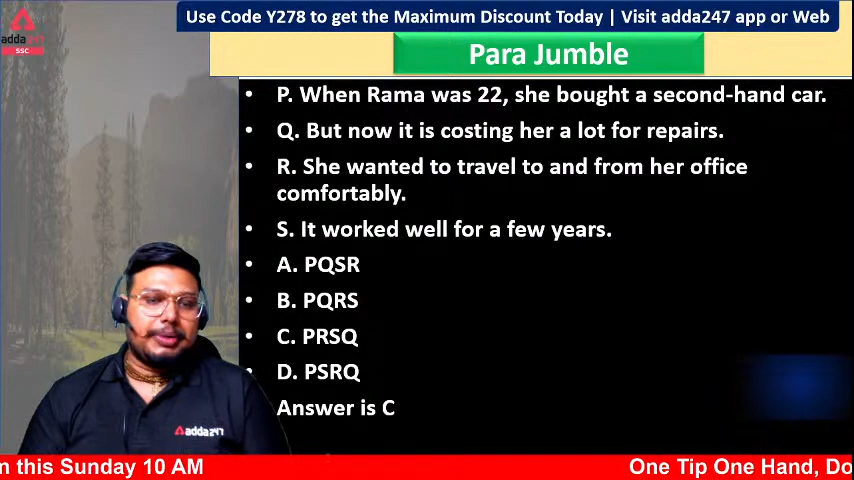 Use Code Y278 to get the Maximum Discount Today | Visit adda247 app or Web
adda247
SSC
Para Jumble
• P. When Rama was 22, she bought a second-hand car.
• Q. But now it is costing her a lot for repairs.
• R. She wanted to travel to and from her office
comfortably.
• S. It worked well for a few years.
• A. PQSR
• B. PQRS
• C. PRSQ
• D. PSRQ
Answer is C
adda247
n this Sunday 10 AM
One Tip One Hand, Do